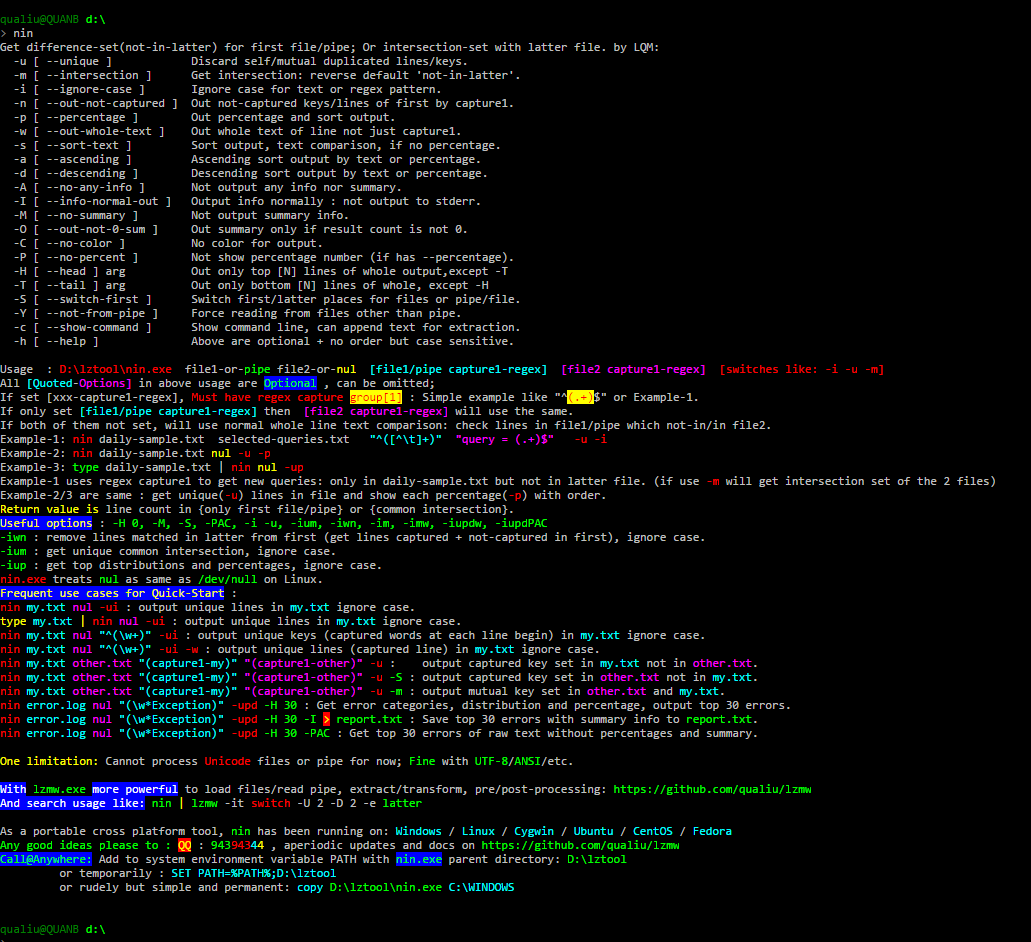 qualiu@QUANB d:\
> nin
Get difference-set(not-in-latter) for first file/pipe; Or intersection-set with latter file. by LQM:
  -u [ --unique ]            Discard self/mutual duplicated lines/keys.
  -m [ --intersection ]      Get intersection: reverse default 'not-in-latter'.
  -i [ --ignore-case ]       Ignore case for text or regex pattern.
  -n [ --out-not-captured ]  Out not-captured keys/lines of first by capture1.
  -p [ --percentage ]        Out percentage and sort output.
  -w [ --out-whole-text ]    Out whole text of line not just capture1.
  -s [ --sort-text ]         Sort output, text comparison, if no percentage.
  -a [ --ascending ]         Ascending sort output by text or percentage.
  -d [ --descending ]        Descending sort output by text or percentage.
  -A [ --no-any-info ]       Not output any info nor summary.
  -I [ --info-normal-out ]   Output info normally : not output to stderr.
  -M [ --no-summary ]        Not output summary info.
  -O [ --out-not-0-sum ]     Out summary only if result count is not 0.
  -C [ --no-color ]          No color for output.
  -P [ --no-percent ]        Not show percentage number (if has --percentage).
  -H [ --head ] arg          Out only top [N] lines of whole output,except -T
  -T [ --tail ] arg          Out only bottom [N] lines of whole, except -H
  -S [ --switch-first ]      Switch first/latter places for files or pipe/file.
  -Y [ --not-from-pipe ]     Force reading from files other than pipe.
  -c [ --show-command ]      Show command line, can append text for extraction.
  -h [ --help ]              Above are optional + no order but case sensitive.
Usage  : D:\lztool\nin.exe  file1-or-pipe file2-or-nul  [file1/pipe capture1-regex]  [file2 capture1-regex]  [switches like: -i -u -m]
All [Quoted-Options] in above usage are Optional , can be omitted;
If set [xxx-capture1-regex], Must have regex capture group[1] : Simple example like "^(.+)$" or Example-1.
If only set [file1/pipe capture1-regex] then  [file2 capture1-regex] will use the same.
If both of them not set, will use normal whole line text comparison: check lines in file1/pipe which not-in/in file2.
Example-1: nin daily-sample.txt  selected-queries.txt   "^([^\t]+)"  "query = (.+)$"   -u -i
Example-2: nin daily-sample.txt nul -u -p
Example-3: type daily-sample.txt | nin nul -up
Example-1 uses regex capture1 to get new queries: only in daily-sample.txt but not in latter file. (if use -m will get intersection set of the 2 files)
Example-2/3 are same : get unique(-u) lines in file and show each percentage(-p) with order.
Return value is line count in {only first file/pipe} or {common intersection}.
Useful options : -H 0, -M, -S, -PAC, -i -u, -ium, -iwn, -im, -imw, -iupdw, -iupdPAC
-iwn : remove lines matched in latter from first (get lines captured + not-captured in first), ignore case.
-ium : get unique common intersection, ignore case.
-iup : get top distributions and percentages, ignore case.
nin.exe treats nul as same as /dev/null on Linux.
Frequent use cases for Quick-Start :
nin my.txt nul -ui : output unique lines in my.txt ignore case.
type my.txt | nin nul -ui : output unique lines in my.txt ignore case.
nin my.txt nul "^(\w+)" -ui : output unique keys (captured words at each line begin) in my.txt ignore case.
nin my.txt nul "^(\w+)" -ui -w : output unique lines (captured line) in my.txt ignore case.
nin my.txt other.txt "(capture1-my)" "(capture1-other)" -u :    output captured key set in my.txt not in other.txt.
nin my.txt other.txt "(capture1-my)" "(capture1-other)" -u -S : output captured key set in other.txt not in my.txt.
nin my.txt other.txt "(capture1-my)" "(capture1-other)" -u -m : output mutual key set in other.txt and my.txt.
nin error.log nul "(\w*Exception)" -upd -H 30 : Get error categories, distribution and percentage, output top 30 errors.
nin error.log nul "(\w*Exception)" -upd -H 30 -I > report.txt : Save top 30 errors with summary info to report.txt.
nin error.log nul "(\w*Exception)" -upd -H 30 -PAC : Get top 30 errors of raw text without percentages and summary.
One limitation: Cannot process Unicode files or pipe for now; Fine with UTF-8/ANSI/etc.
With lzmw.exe more powerful to load files/read pipe, extract/transform, pre/post-processing: https://github.com/qualiu/lzmw
And search usage like: nin | lzmw -it switch -U 2 -D 2 -e latter
As a portable cross platform tool, nin has been running on: Windows / Linux / Cygwin / Ubuntu / CentOS / Fedora
Any good ideas please to : QQ : 94394344 , aperiodic updates and docs on https://github.com/qualiu/lzmw
Call@Anywhere: Add to system environment variable PATH with nin.exe parent directory: D:\lztool
         or temporarily : SET PATH=%PATH%;D:\lztool
         or rudely but simple and permanent: copy D:\lztool\nin.exe C:\WINDOWS
qualiu@QUANB d:\